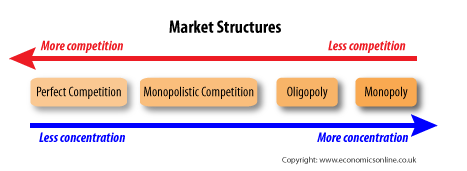 Market Structures
More competition Less competition
Perfect Competition Monopolistic Competition Oligopoly Monopoly
Less concentration More concentration
Copyright: www.economicsonline.co.uk